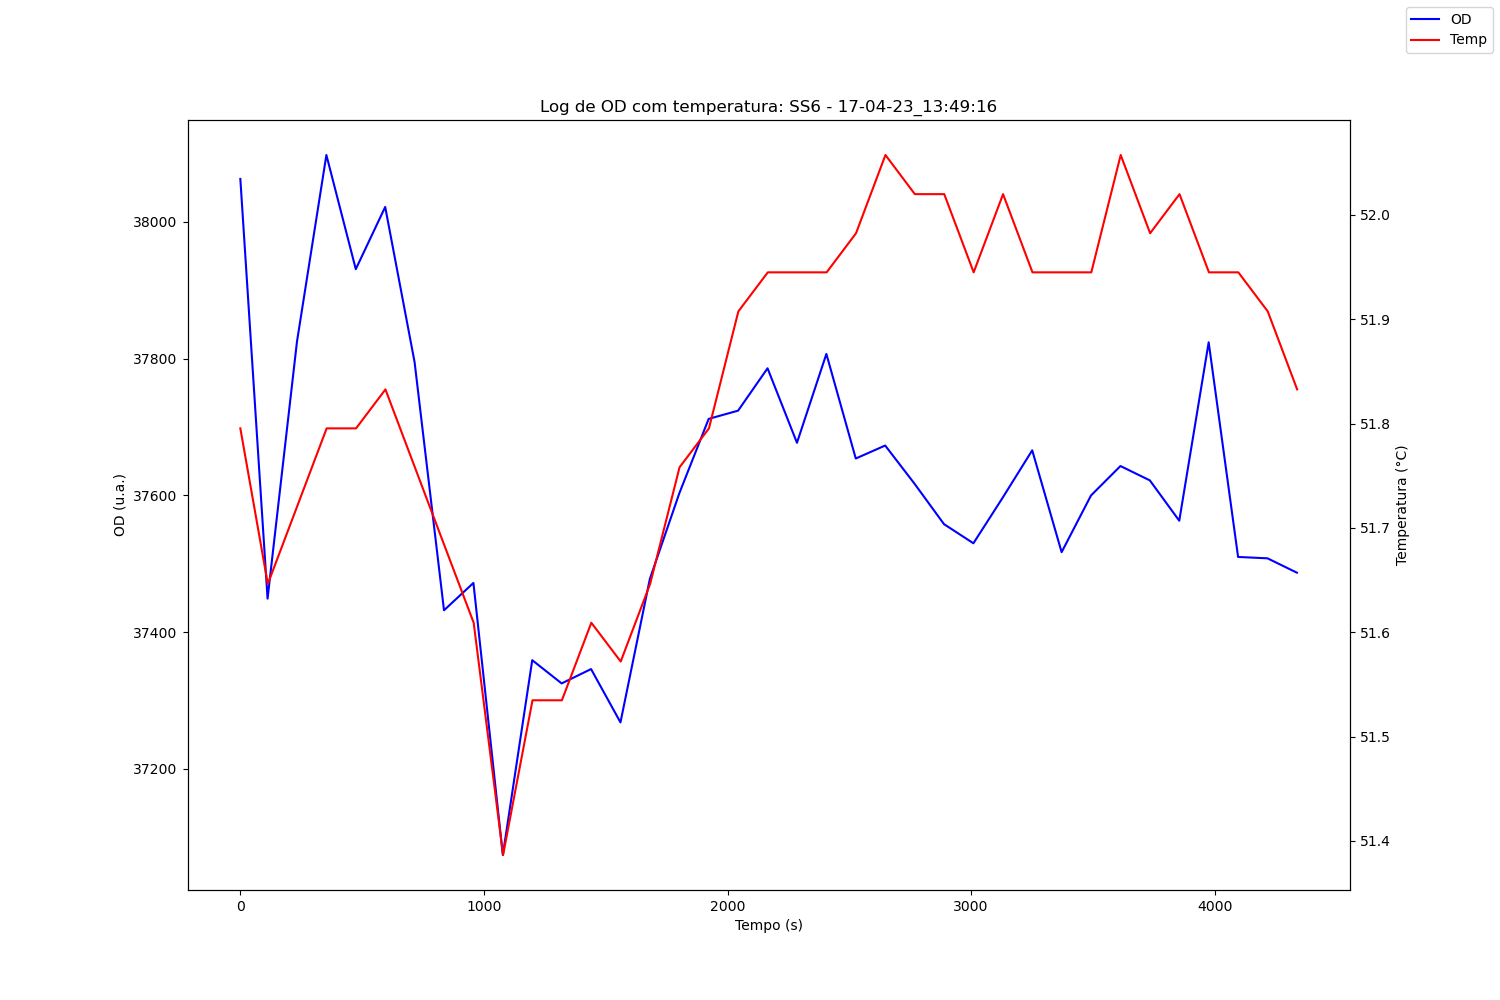 OD
Temp
Log de OD com temperatura: SS6 - 17-04-23_13:49:16
38000
37800
37600
37400
37200
OD (u.a.)
52.0
51.9
51.8
51.7
51.6
51.5
51.4
Temperatura (°C)
0 1000 2000 3000 4000
Tempo (s)